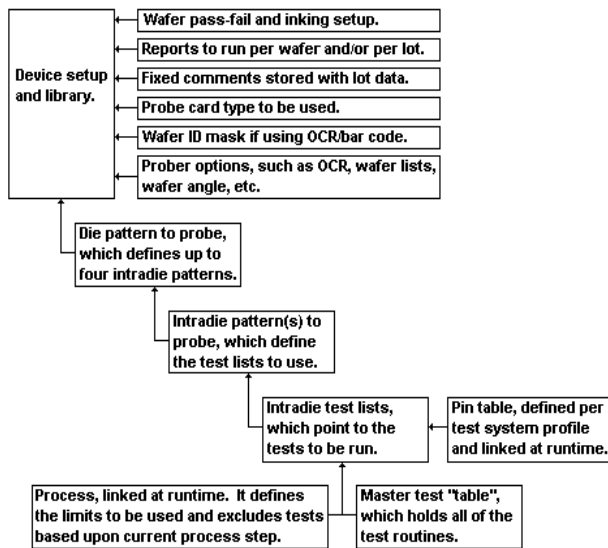 Wafer pass-fail and inking setup.
Reports to run per wafer and/or per lot.
Device setup
and library.
Fixed comments stored with lot data.
Probe card type to be used.
Wafer ID mask if using OCR/bar code.
Prober options, such as OCR, wafer lists,
wafer angle, etc.
Die pattern to probe,
which defines up to
four intradie patterns.
Intradie pattern(s) to
probe, which define
the test lists to use.
Intradie test lists,
which point to the
tests to be run.
Pin table, defined per
test system profile
and linked at runtime.
Process, linked at runtime. It defines
the limits to be used and excludes tests
based upon current process step.
Master test "table",
which holds all of the
test routines.